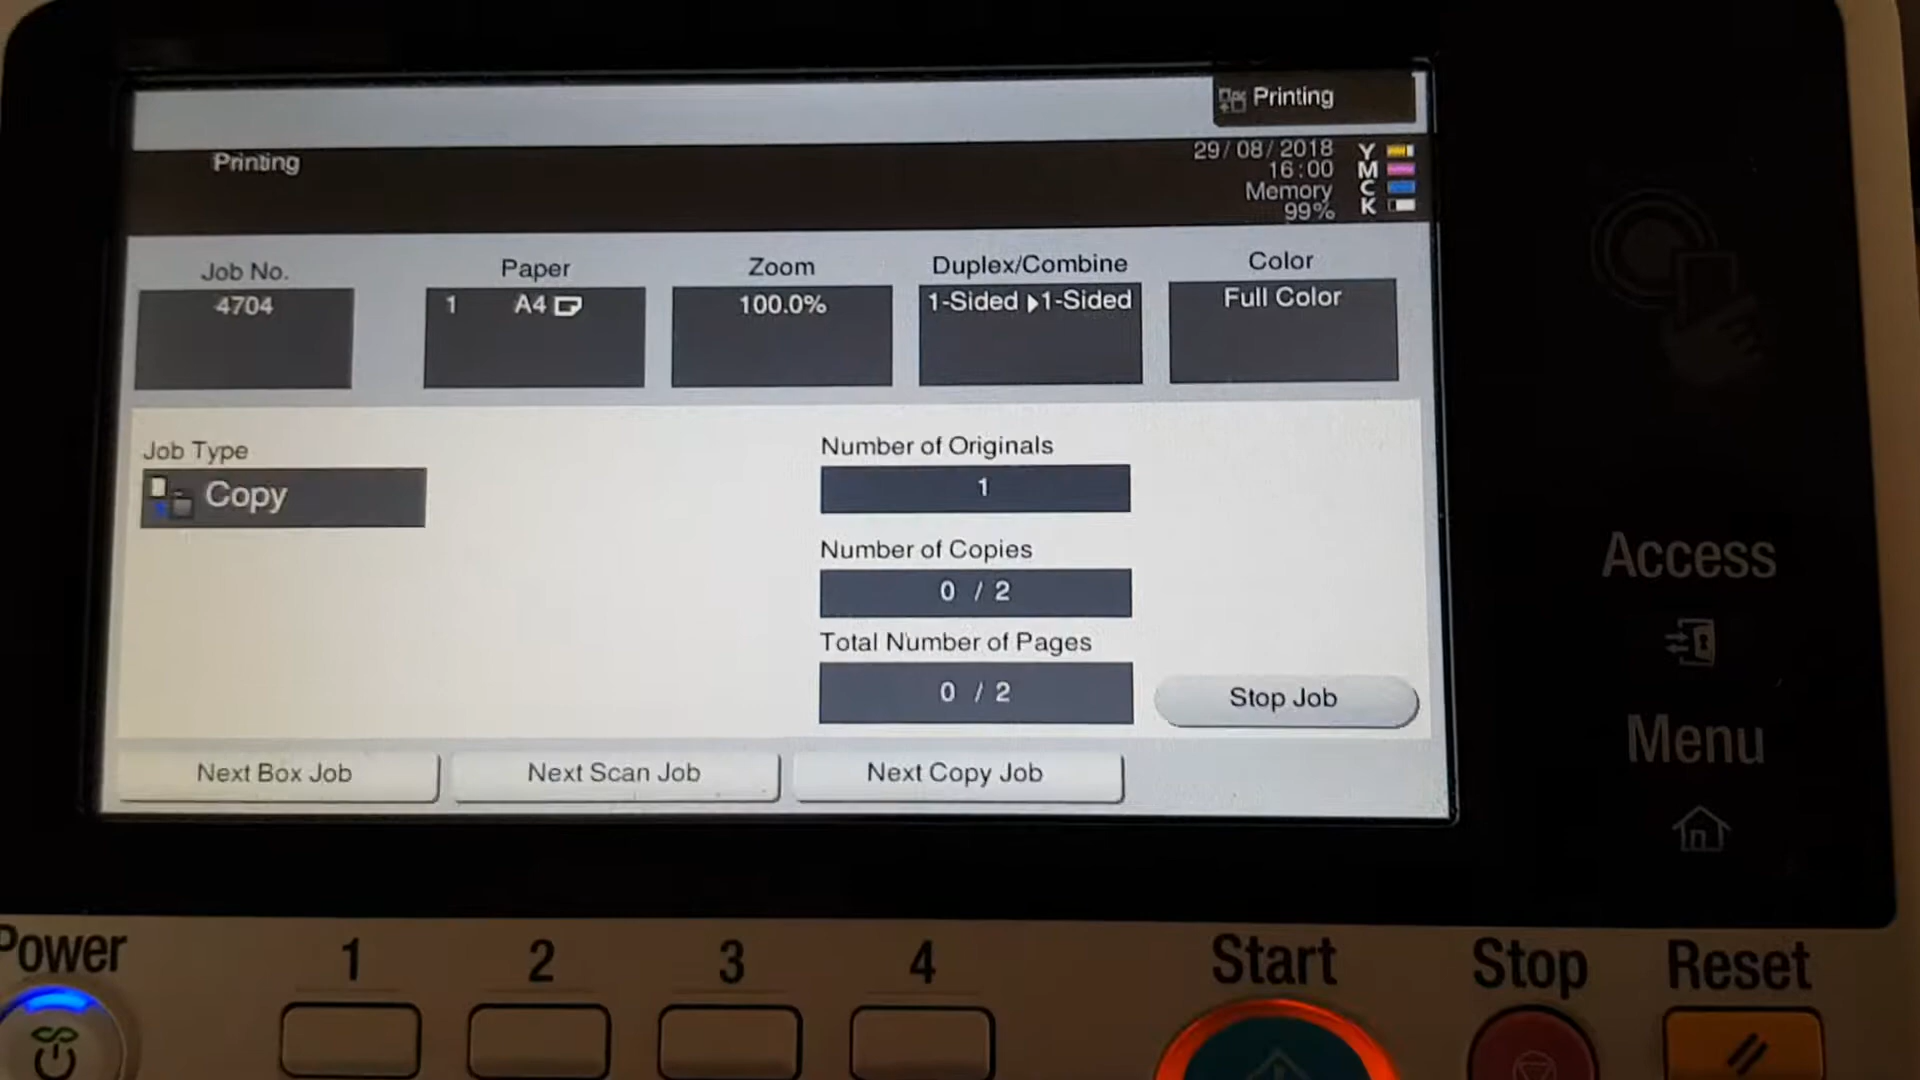 Printing
Printing
29/08/2018
16:00
Memory
99%
Y
M
C
K
Job No.
4704
Paper
1 A4
Zoom
100.0%
Duplex/Combine
1-Sided ▶ 1-Sided
Color
Full Color
Job Type
Copy
Number of Originals
1
Number of Copies
0 / 2
Total Number of Pages
0 / 2
Stop Job
Next Box Job
Next Scan Job
Next Copy Job
Access
Menu
Power
1
2
3
4
Start
Stop
Reset